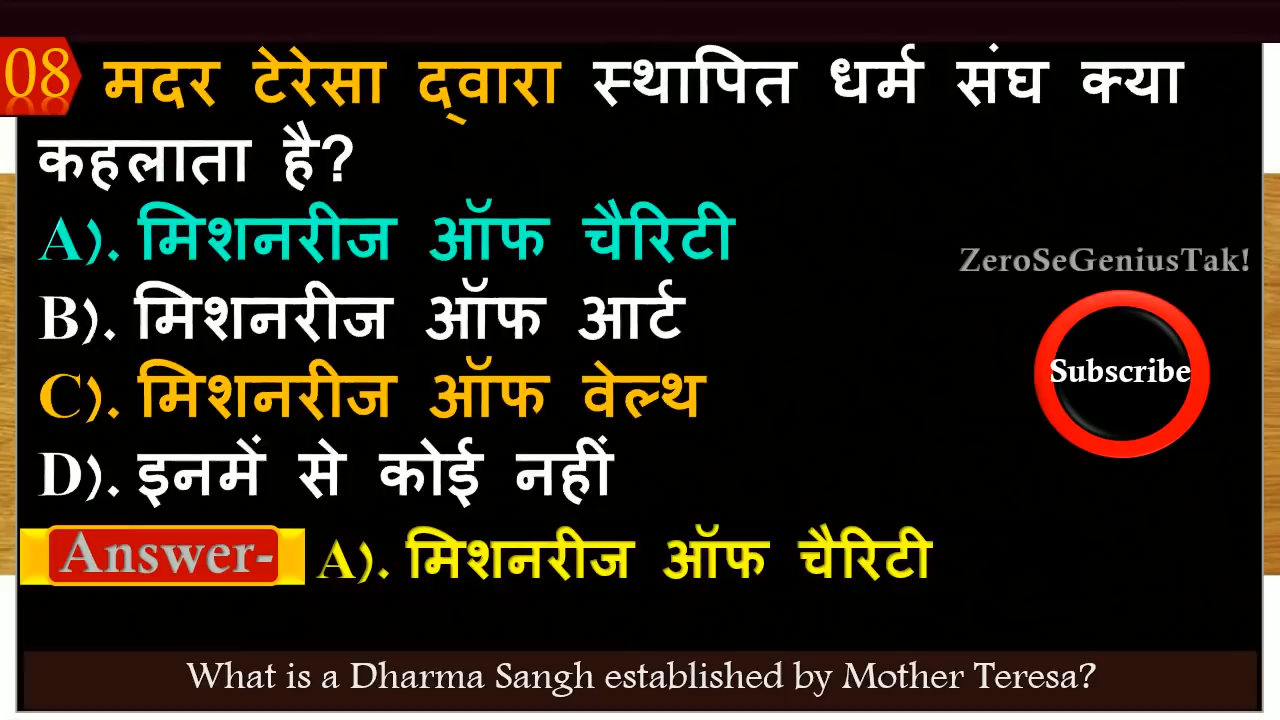 08 मदर टेरेसा द्वारा स्थापित धर्म संघ क्या
कहलाता है?
A). मिशनरीज ऑफ चैरिटी
ZeroSeGeniusTak!
B). मिशनरीज ऑफ आर्ट
Subscribe
C). मिशनरीज ऑफ वेल्थ
D). इनमें से कोई नहीं
Answer- A). मिशनरीज ऑफ चैरिटी
What is a Dharma Sangh established by Mother Teresa?